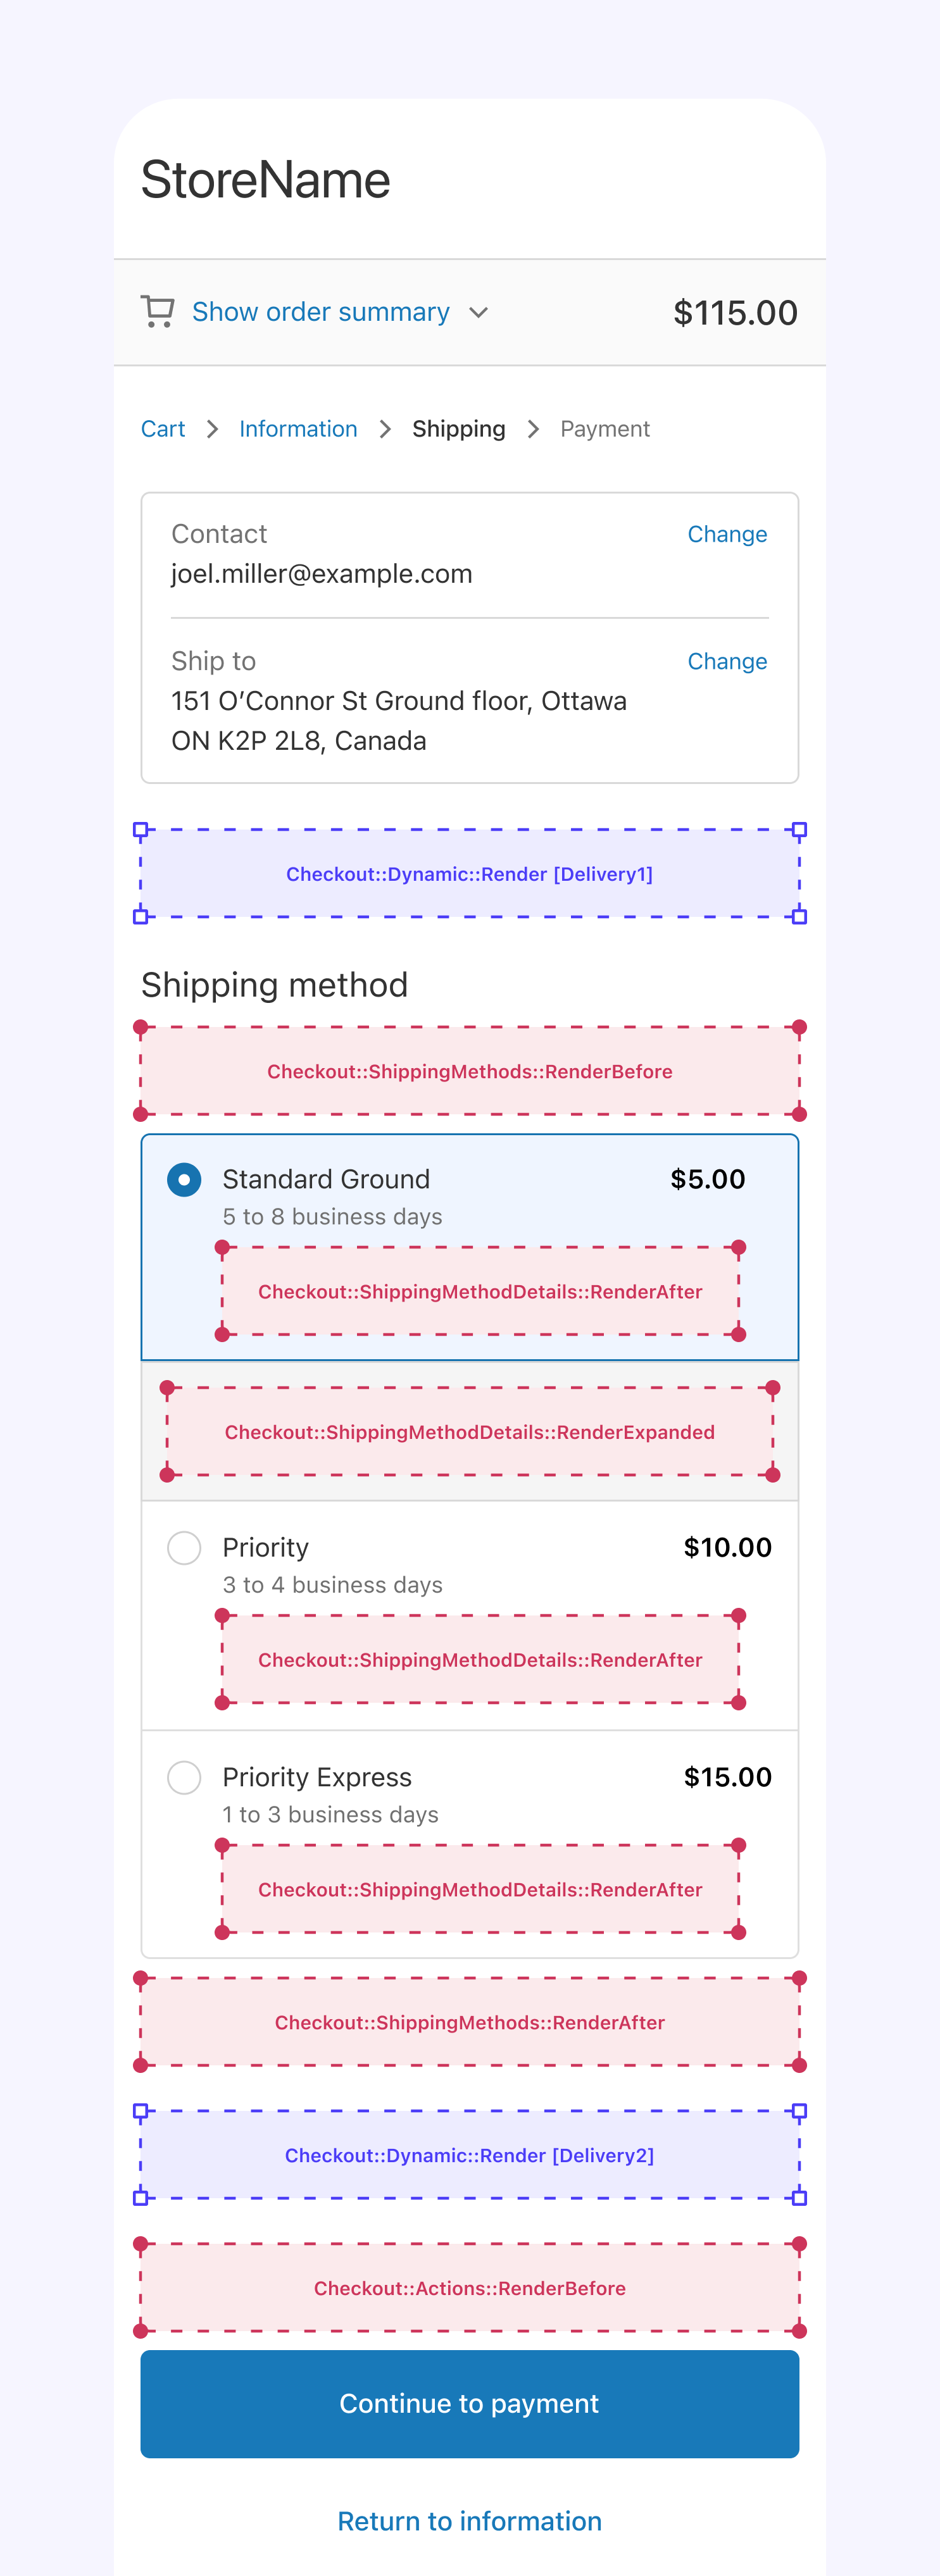 StoreName
Show order summary $115.00
Cart > Information > Shipping > Payment
Contact Change
joel.miller@example.com
Ship to Change
151 O’Connor St Ground floor, Ottawa
ON K2P 2L8, Canada
Checkout::Dynamic::Render [Delivery1]
Shipping method
Checkout::ShippingMethods::RenderBefore
Standard Ground $5.00
5 to 8 business days
Checkout::ShippingMethodDetails::RenderAfter
Checkout::ShippingMethodDetails::RenderExpanded
Priority $10.00
3 to 4 business days
Checkout::ShippingMethodDetails::RenderAfter
Priority Express $15.00
1 to 3 business days
Checkout::ShippingMethodDetails::RenderAfter
Checkout::ShippingMethods::RenderAfter
Checkout::Dynamic::Render [Delivery2]
Checkout::Actions::RenderBefore
Continue to payment
Return to information